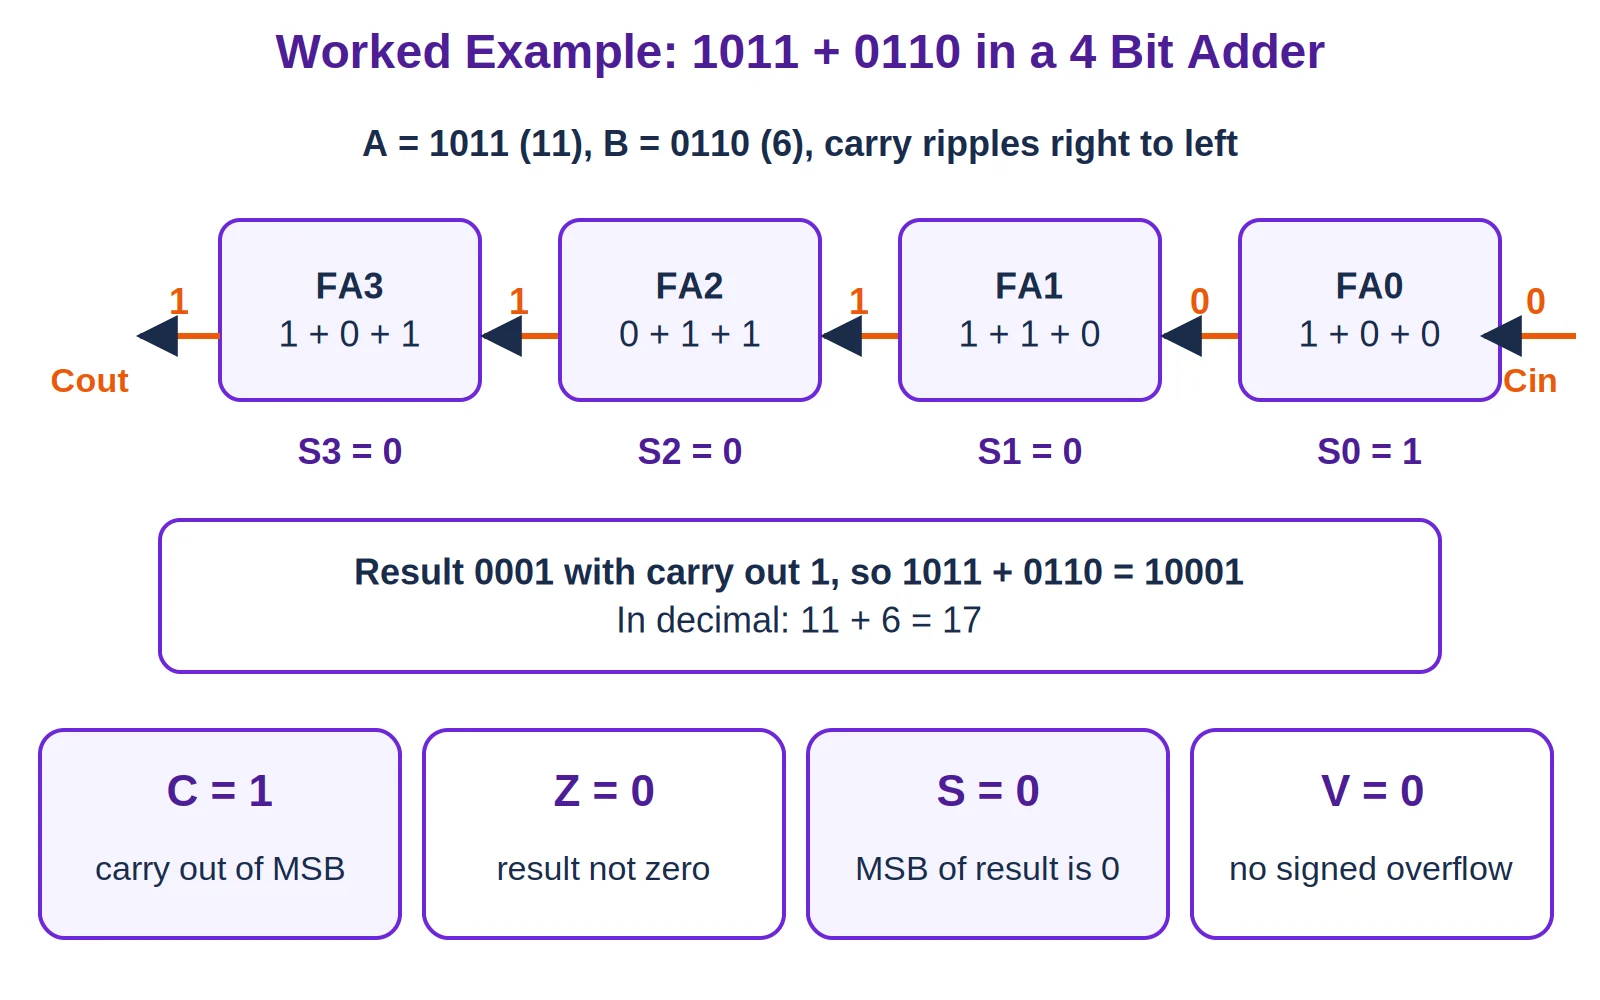 Worked Example: 1011 + 0110 in a 4 Bit Adder
A = 1011 (11), B = 0110 (6), carry ripples right to left
1
Cout
FA3
1 + 0 + 1
S3 = 0
1
FA2
0 + 1 + 1
S2 = 0
1
FA1
1 + 1 + 0
S1 = 0
0
FA0
1 + 0 + 0
S0 = 1
0
Cin
Result 0001 with carry out 1, so 1011 + 0110 = 10001
In decimal: 11 + 6 = 17
C = 1
carry out of MSB
Z = 0
result not zero
S = 0
MSB of result is 0
V = 0
no signed overflow